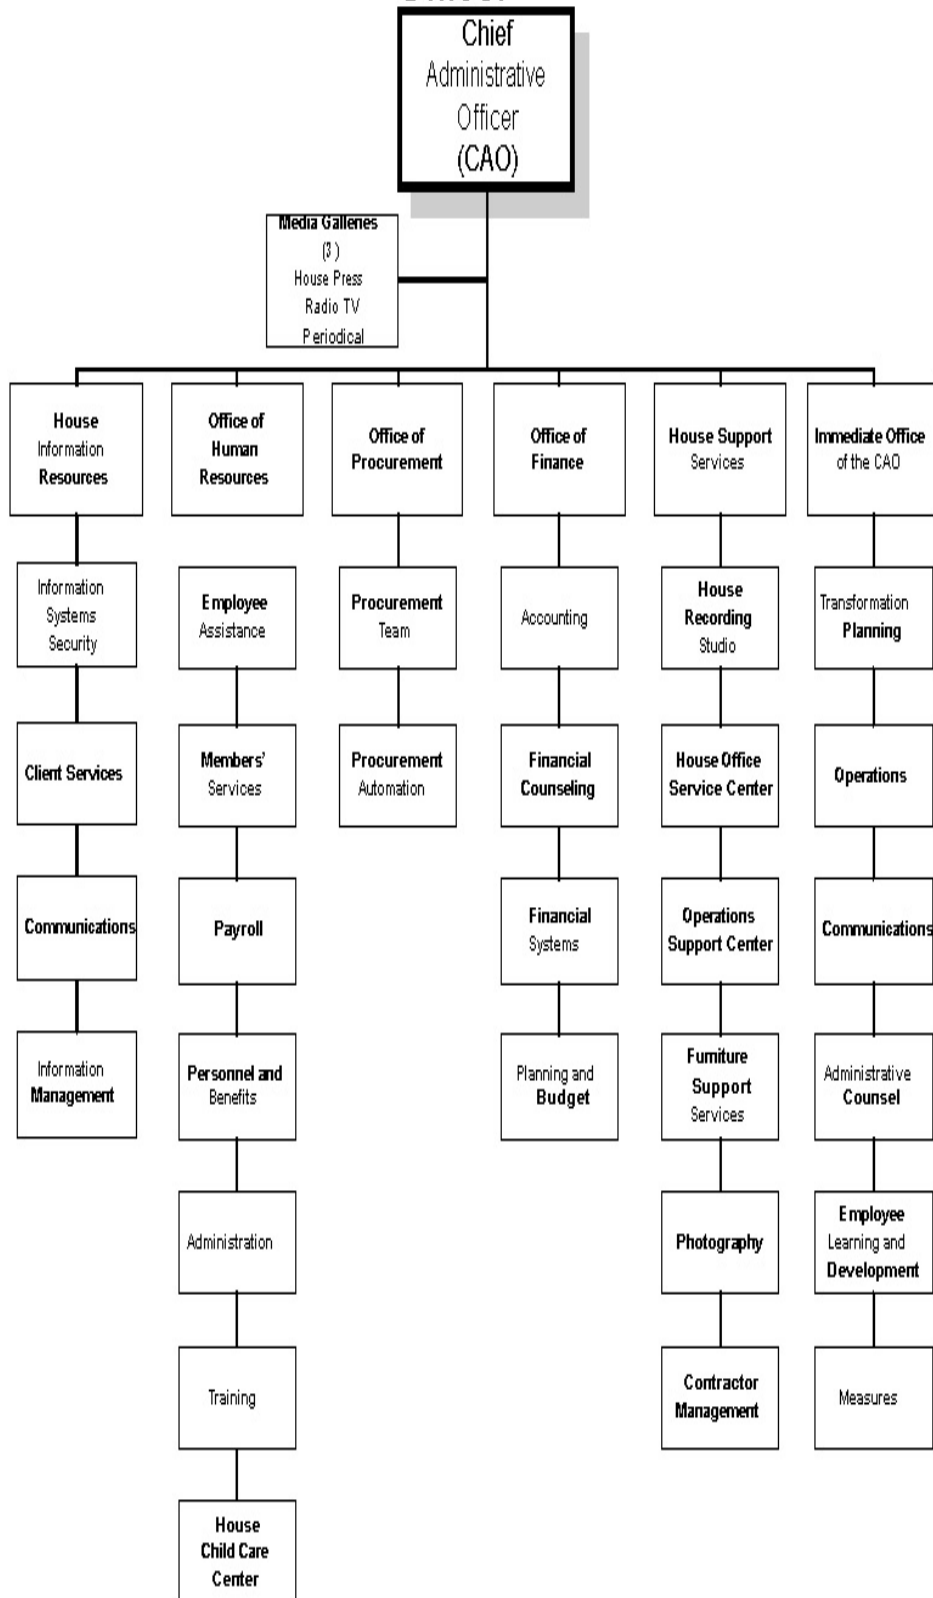 Chief
Administrative
Officer
(CAO)
Media Galleries
(3)
House Press
Radio TV
Periodical
House
Information
Resources
Office of
Human
Resources
Office of
Procurement
Office of
Finance
House Support
Services
Immediate Office
of the CAO
Information
Systems
Security
Employee
Assistance
Procurement
Team
Accounting
House
Recording
Studio
Transformation
Planning
Client Services
Members'
Services
Procurement
Automation
Financial
Counseling
House Office
Service Center
Operations
Communications
Payroll
Financial
Systems
Operations
Support Center
Communications
Information
Management
Personnel and
Benefits
Planning and
Budget
Furniture
Support
Services
Administrative
Counsel
Administration
Photography
Employee
Learning and
Development
Training
Contractor
Management
Measures
House
Child Care
Center